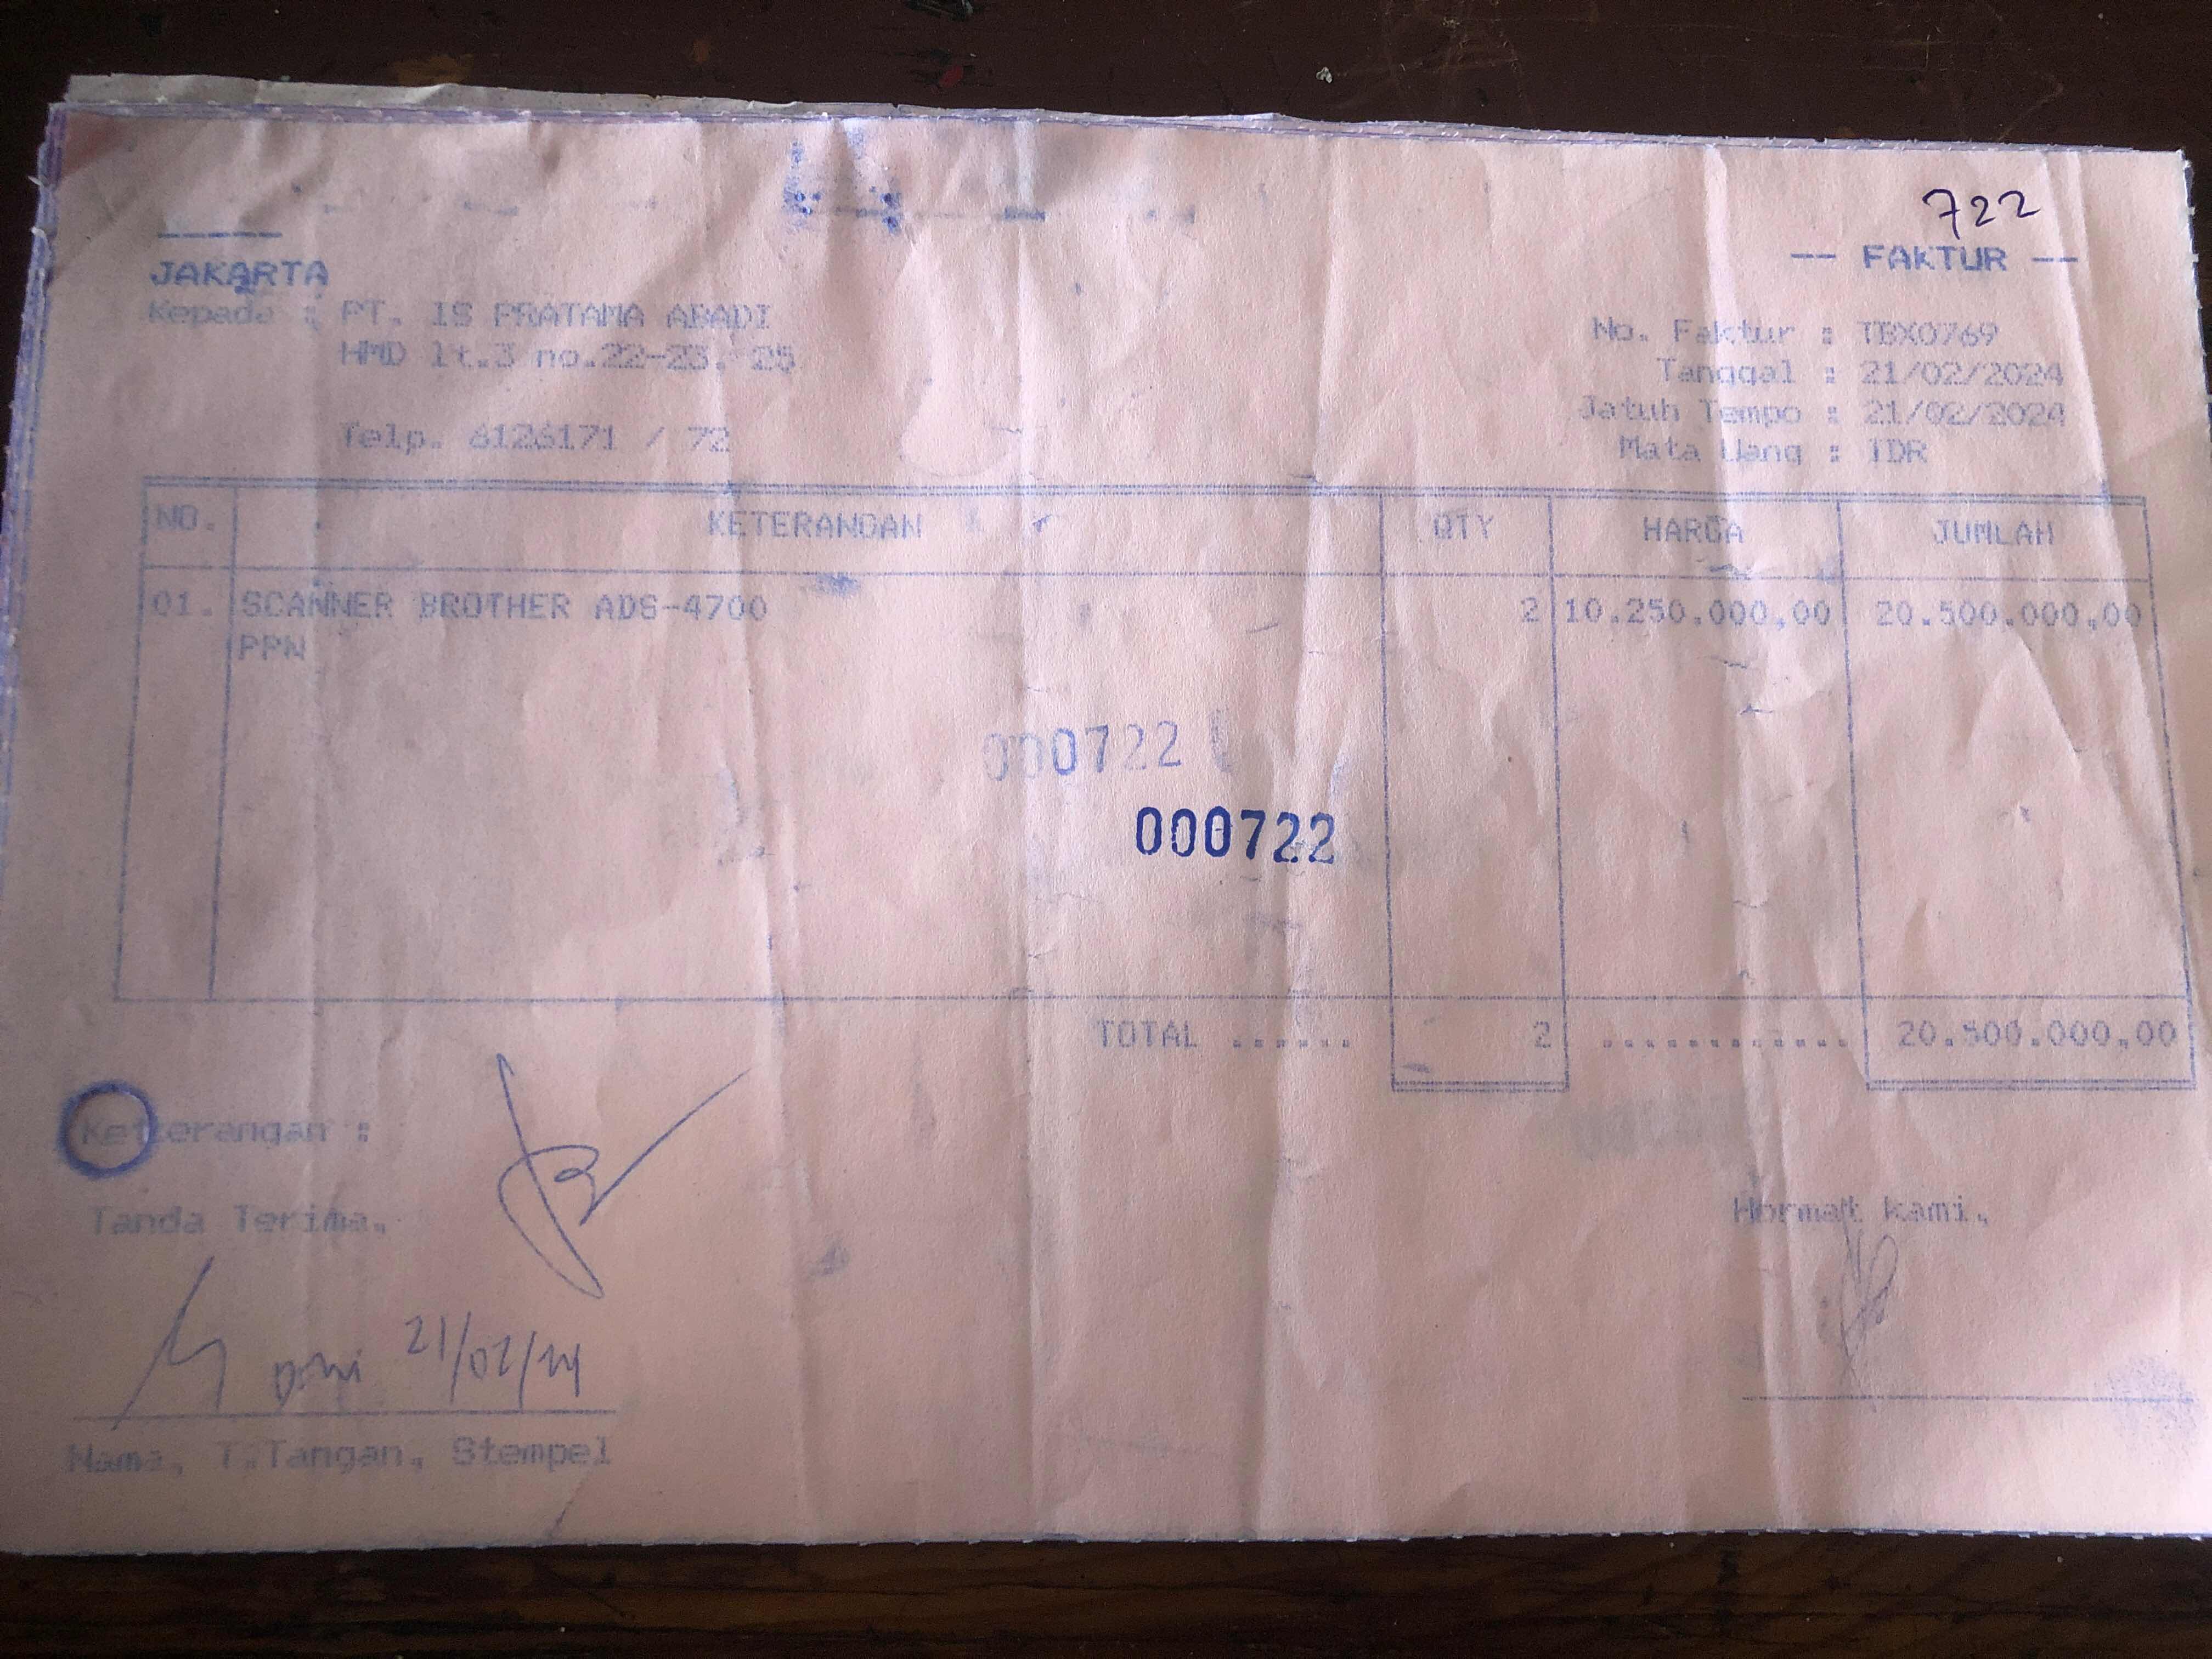 722
JAKARTA
-- FAKTUR --
Kepada : PT. IS PRATAMA ABADI
HMD lt.3 no.22-23, 25
Telp. 6126171 / 72
No. Faktur : TBX0769
Tanggal : 21/02/2024
Jatuh Tempo : 21/02/2024
Mata Uang : IDR
NO. KETERANGAN QTY HARGA JUMLAH
01. SCANNER BROTHER ADS-4700 2 10.250.000,00 20.500.000,00
PPN
000722
000722
TOTAL ...... 2 ............ 20.500.000,00
Keterangan :
Tanda Terima, Hormat Kami,
21/02/24
Nama, T.Tangan, Stempel